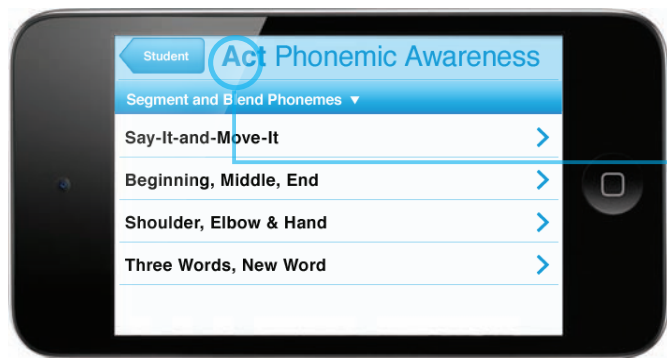 Student
Act Phonemic Awareness
Segment and Blend Phonemes ▼
Say-It-and-Move-It
Beginning, Middle, End
Shoulder, Elbow & Hand
Three Words, New Word